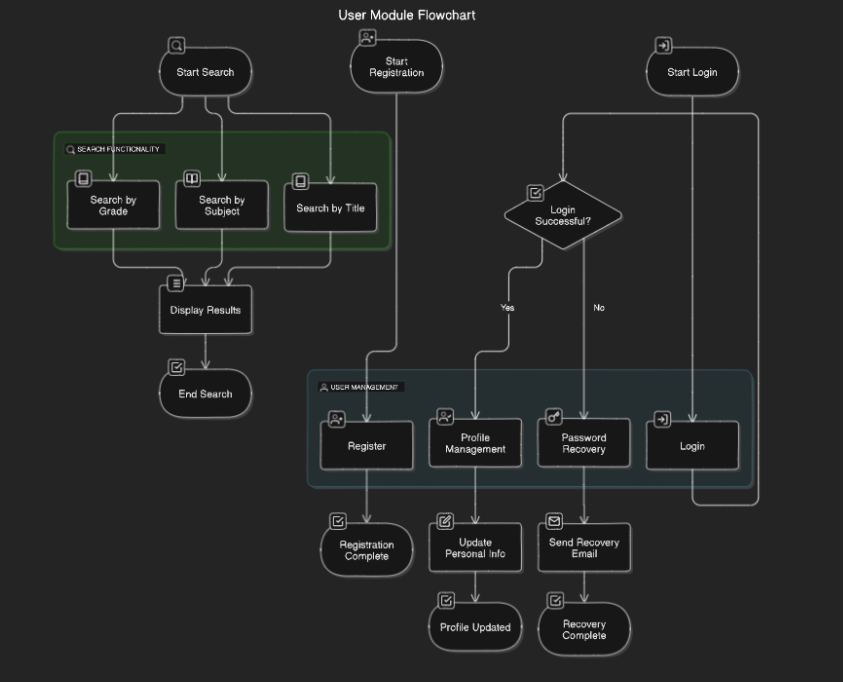 User Module Flowchart
Start Search
Start
Registration
Start Login
SEARCH FUNCTIONALITY
Search by
Grade
Search by
Subject
Search by Title
Login
Successful?
Display Results
Yes
No
End Search
USER MANAGEMENT
Register
Profile
Management
Password
Recovery
Login
Registration
Complete
Update
Personal Info
Send Recovery
Email
Profile Updated
Recovery
Complete